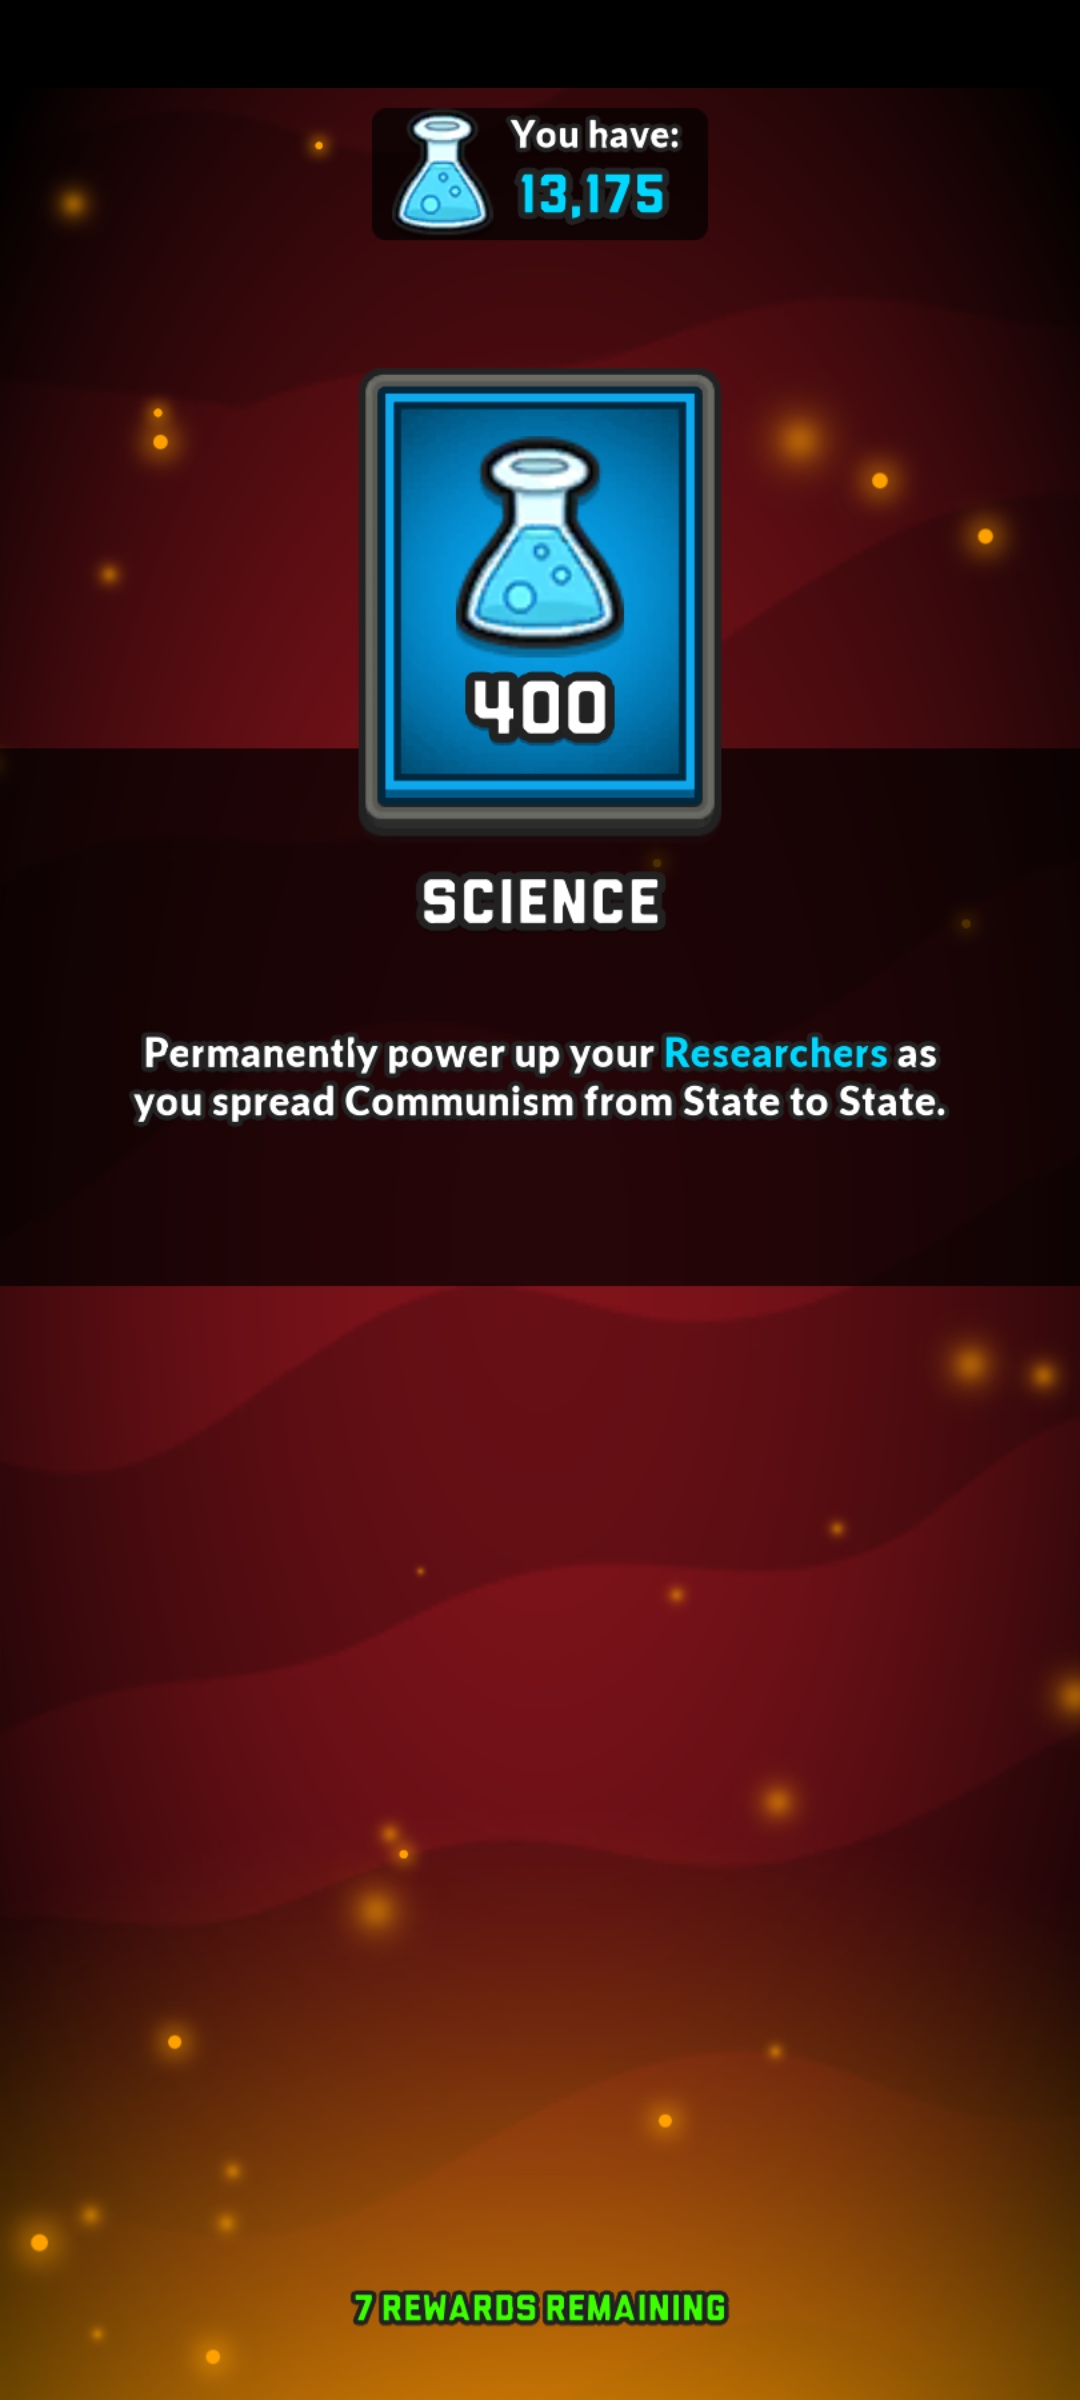 You have:
13,175
400
SCIENCE
Permanently power up your Researchers as
you spread Communism from State to State.
7 REWARDS REMAINING